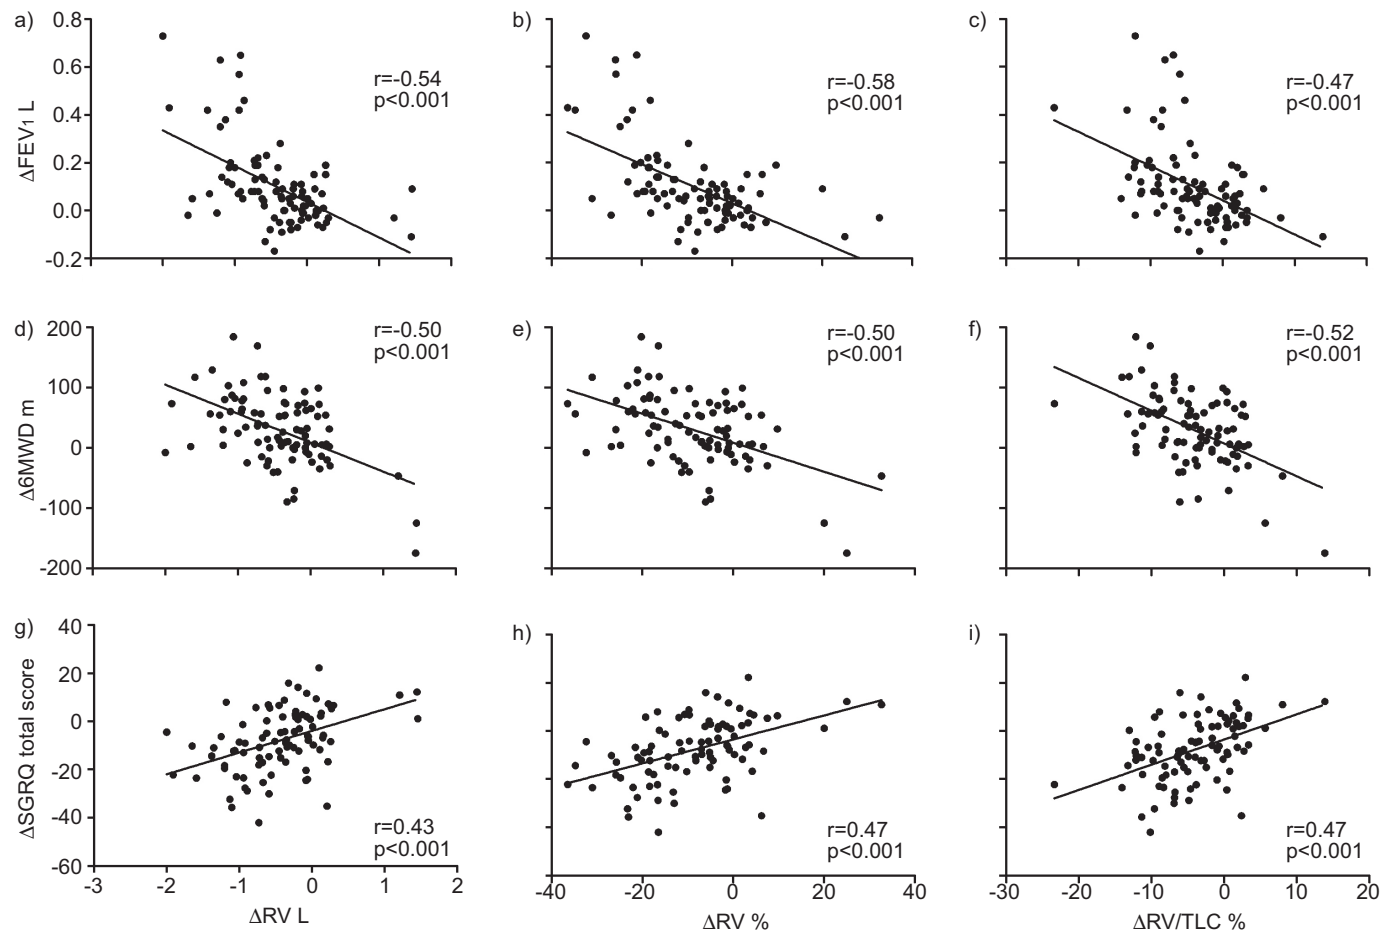 a)
0.8
0.6
0.4
0.2
0.0
-0.2
ΔFEV1 L
r=-0.54
p<0.001
b)
r=-0.58
p<0.001
c)
r=-0.47
p<0.001
d)
200
100
0
-100
-200
Δ6MWD m
r=-0.50
p<0.001
e)
r=-0.50
p<0.001
f)
r=-0.52
p<0.001
g)
40
20
0
-20
-40
-60
ΔSGRQ total score
r=0.43
p<0.001
-3 -2 -1 0 1 2
ΔRV L
h)
r=0.47
p<0.001
-40 -20 0 20 40
ΔRV %
i)
r=0.47
p<0.001
-30 -20 -10 0 10 20
ΔRV/TLC %